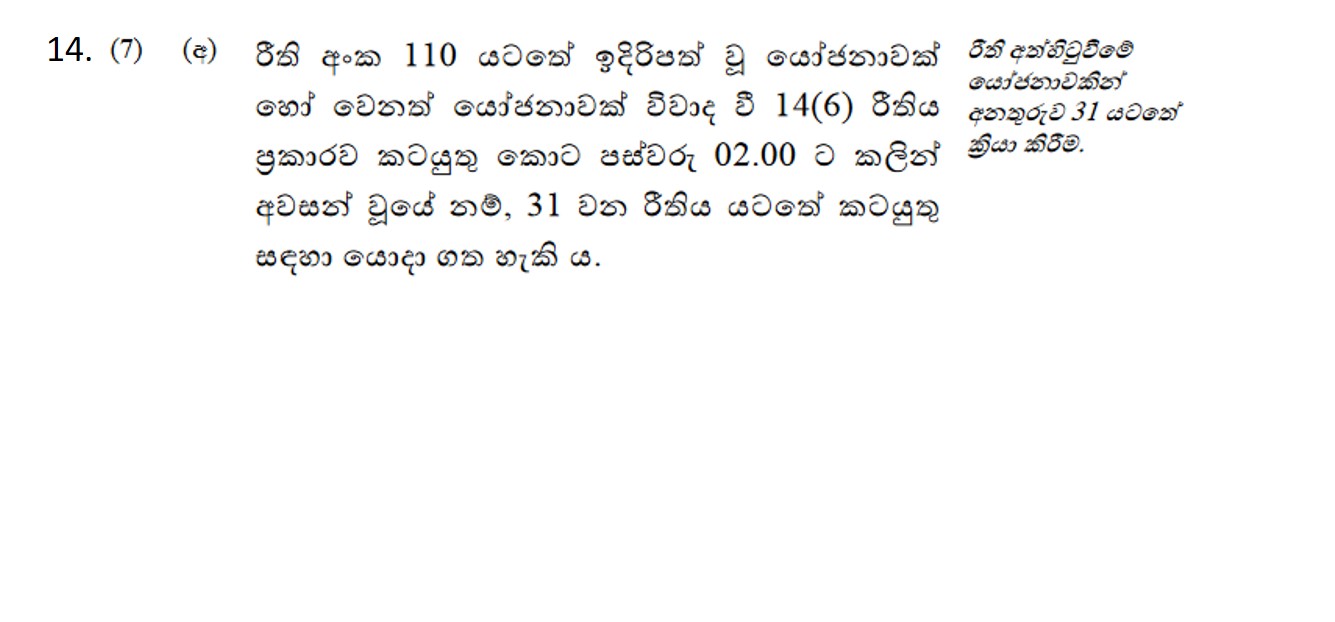 14. (7) (අ) රීති අංක 110 යටතේ ඉදිරිපත් වූ යෝජනාවක්
හෝ වෙනත් යෝජනාවක් විවාද වී 14(6) රීතිය
ප්‍රකාරව කටයුතු කොට පස්වරු 02.00 ට කලින්
අවසන් වූයේ නම්, 31 වන රීතිය යටතේ කටයුතු
සඳහා යොදා ගත හැකි ය.
රීති අත්හිටුවීමේ
යෝජනාවකින්
අනතුරුව 31 යටතේ
ක්‍රියා කිරීම.